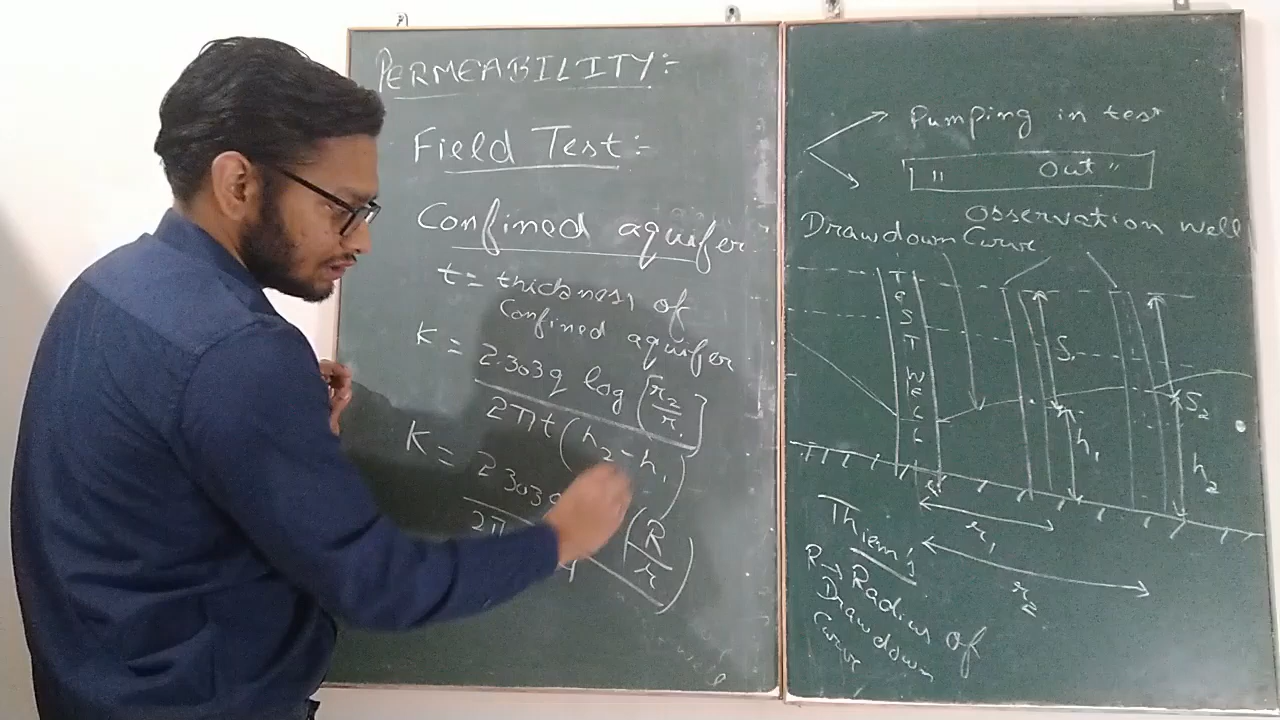 PERMEABILITY:-
Field Test:-
Confined aquifer
t = thickness of
Confined aquifer
K = 2.303q log [r2/r1]
2πt (h2 - h1)
K = 2.303q (R/r)
2π
Pumping in test
" Out "
Observation well
Drawdown Curve
TEST WELL
S1
S2
h1
h2
r1
r2
Thiem's
R → Radius of
Drawdown
Curve